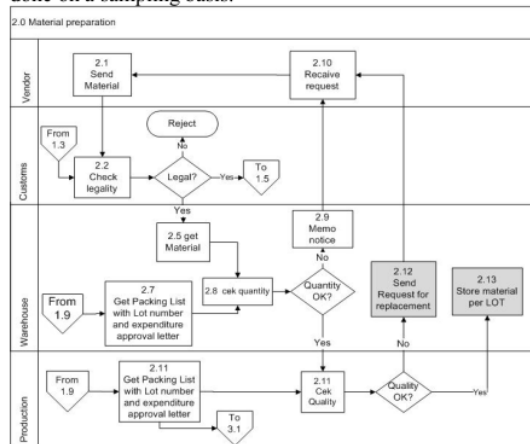 done on a sampling basis.
2.0 Material preparation
Vendor
2.1
Send
Material
2.10
Recaive
request
Customs
From
1.3
2.2
Check
legality
Reject
No
Legal?
Yes
To
1.5
Yes
Warehouse
2.5 get
Material
2.9
Memo
notice
No
From
1.9
2.7
Get Packing List
with Lot number
and expenditure
approval letter
2.8 cek quantity
Quantity
OK?
2.12
Send
Request for
replacement
2.13
Store material
per LOT
Yes
No
Production
From
1.9
2.11
Get Packing List
with Lot number
and expenditure
approval letter
To
3.1
2.11
Cek
Quality
Quality
OK?
Yes